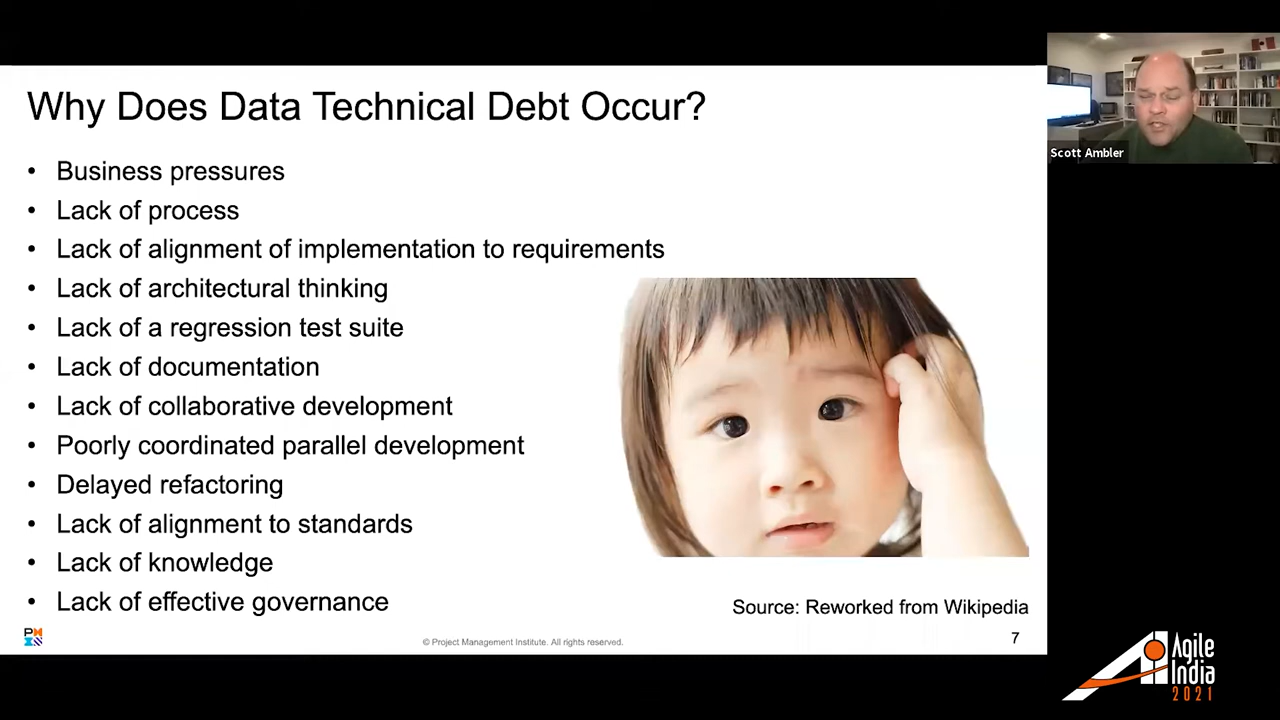 Why Does Data Technical Debt Occur?
• Business pressures
• Lack of process
• Lack of alignment of implementation to requirements
• Lack of architectural thinking
• Lack of a regression test suite
• Lack of documentation
• Lack of collaborative development
• Poorly coordinated parallel development
• Delayed refactoring
• Lack of alignment to standards
• Lack of knowledge
• Lack of effective governance
Source: Reworked from Wikipedia
© Project Management Institute. All rights reserved.
7
Scott Ambler
Agile
India
2021